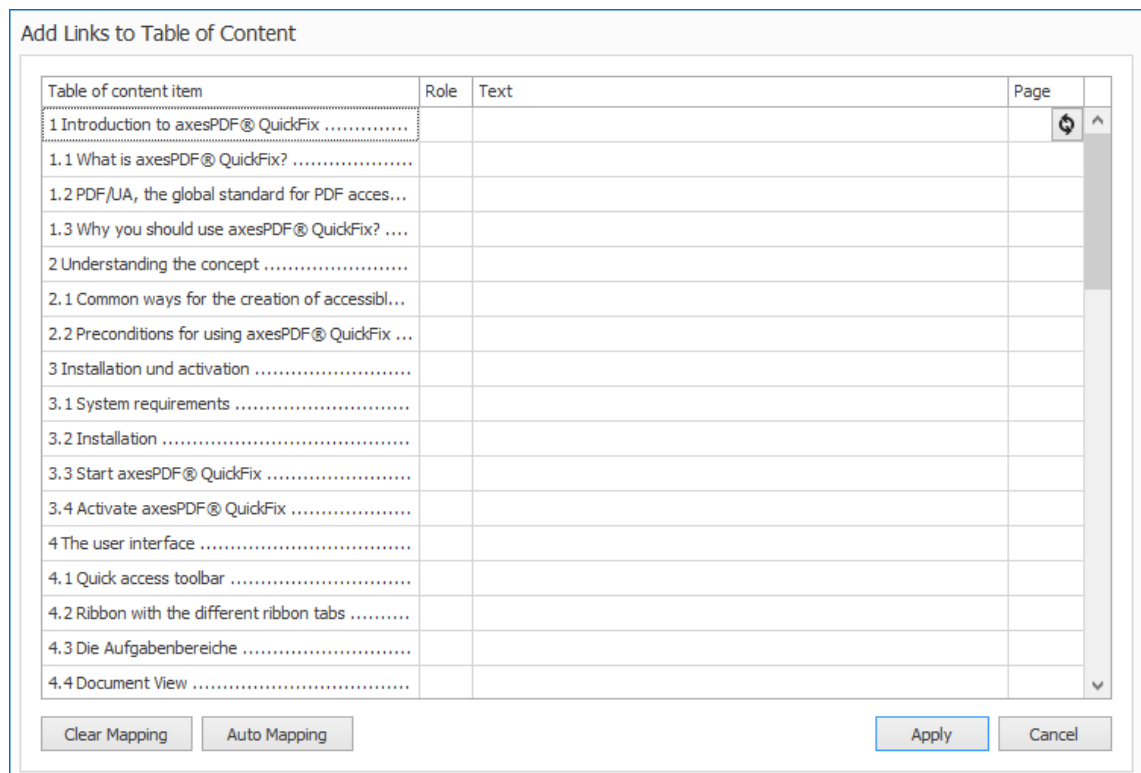 Add Links to Table of Content
Table of content item Role Text Page
1 Introduction to axesPDF® QuickFix ..............
1.1 What is axesPDF® QuickFix? ....................
1.2 PDF/UA, the global standard for PDF acces...
1.3 Why you should use axesPDF® QuickFix? ....
2 Understanding the concept ........................
2.1 Common ways for the creation of accessibl...
2.2 Preconditions for using axesPDF® QuickFix ...
3 Installation und activation ..........................
3.1 System requirements ..............................
3.2 Installation ..........................................
3.3 Start axesPDF® QuickFix ........................
3.4 Activate axesPDF® QuickFix ....................
4 The user interface ...................................
4.1 Quick access toolbar ..............................
4.2 Ribbon with the different ribbon tabs ..........
4.3 Die Aufgabenbereiche ............................
4.4 Document View .....................................
Clear Mapping Auto Mapping Apply Cancel